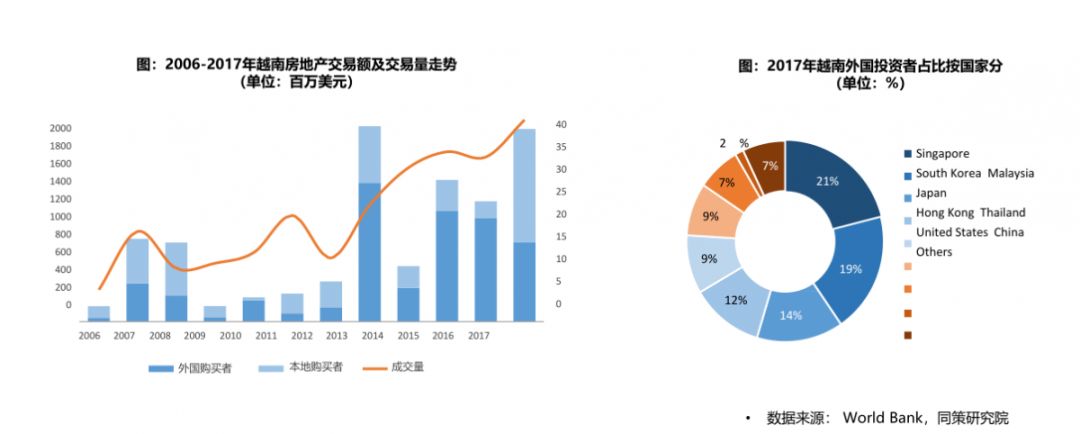 图：2006-2017年越南房地产交易额及交易量走势
（单位：百万美元）
2000
1800
1600
1400
1200
1000
800
600
400
200
0
40
35
30
25
20
15
10
5
0
2006 2007 2008 2009 2010 2011 2012 2013 2014 2015 2016 2017
外国购买者 本地购买者 成交量
图：2017年越南外国投资者占比按国家分
（单位：%）
2 %
7%
7%
21%
9%
9%
19%
12%
14%
Singapore
South Korea Malaysia
Japan
Hong Kong Thailand
United States China
Others
• 数据来源： World Bank，同策研究院